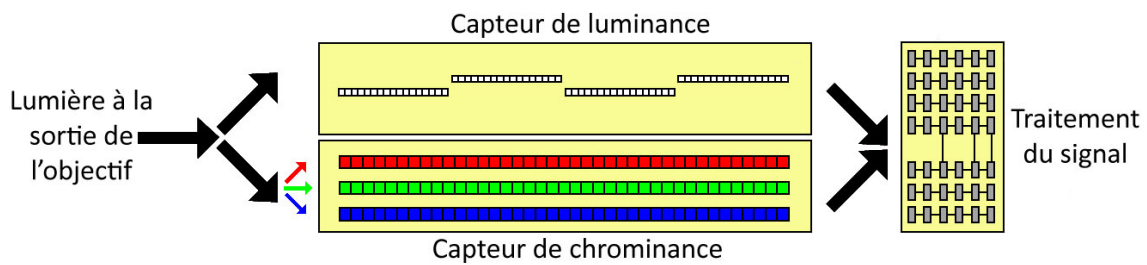 Capteur de luminance
Lumière à la
sortie de
l'objectif
Capteur de chrominance
Traitement
du signal